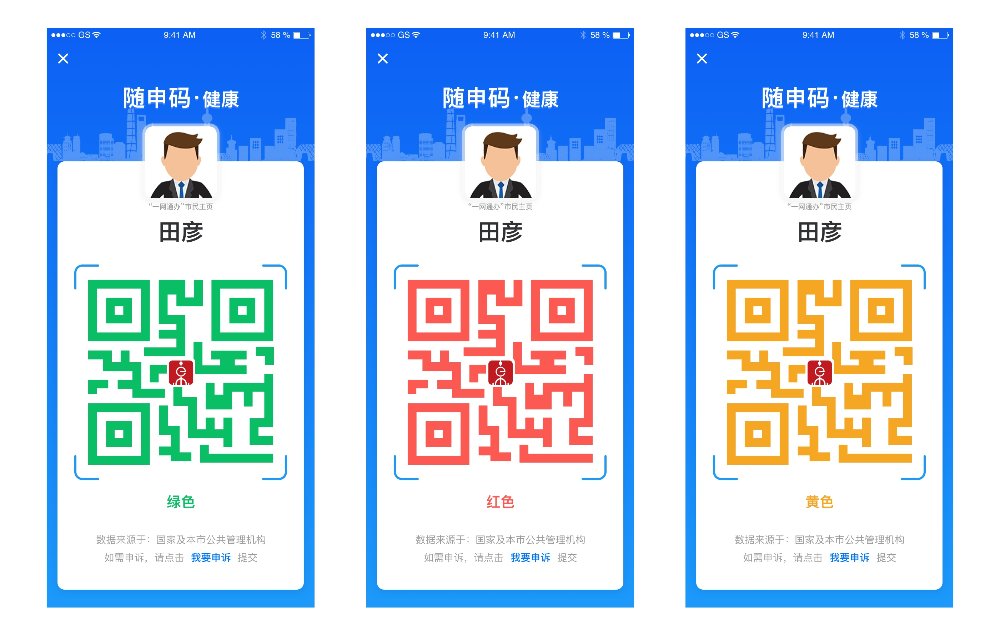 GS 9:41 AM 58 %
随申码·健康
“一网通办”市民主页
田彦
绿色
数据来源于：国家及本市公共管理机构
如需申诉，请点击 我要申诉 提交
GS 9:41 AM 58 %
随申码·健康
“一网通办”市民主页
田彦
红色
数据来源于：国家及本市公共管理机构
如需申诉，请点击 我要申诉 提交
GS 9:41 AM 58 %
随申码·健康
“一网通办”市民主页
田彦
黄色
数据来源于：国家及本市公共管理机构
如需申诉，请点击 我要申诉 提交